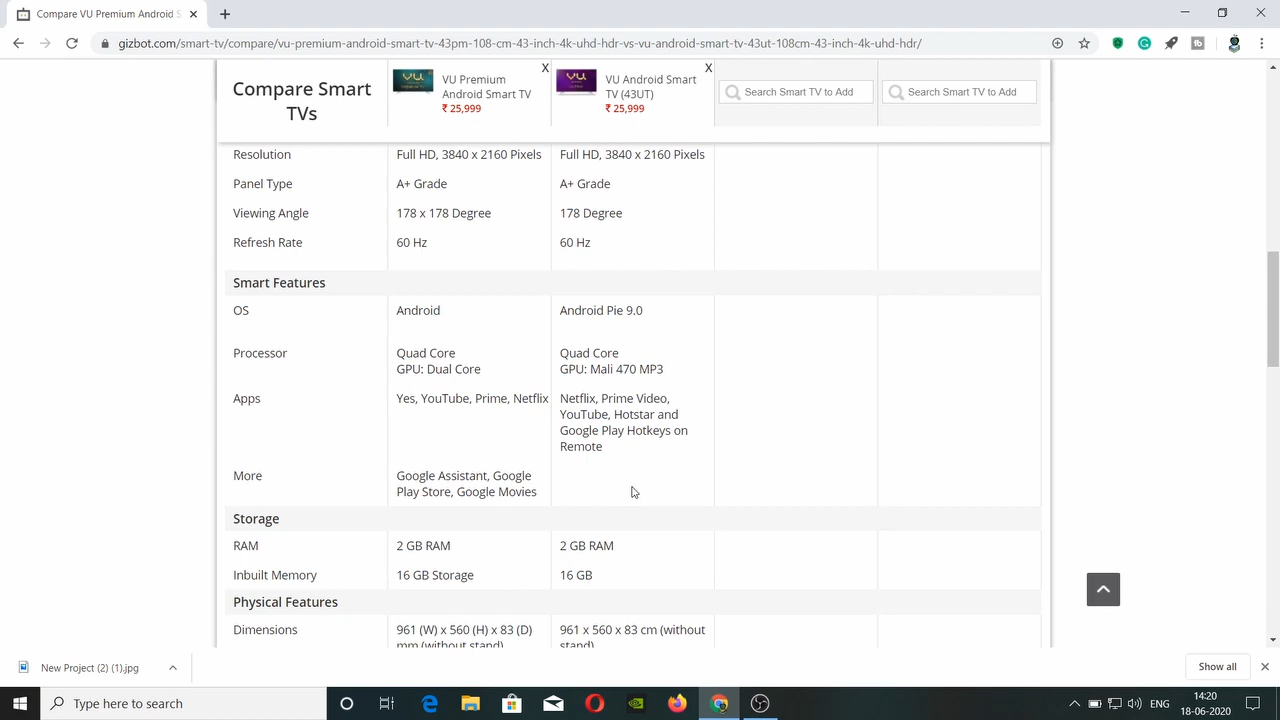 Compare VU Premium Android S
gizbot.com/smart-tv/compare/vu-premium-android-smart-tv-43pm-108-cm-43-inch-4k-uhd-hdr-vs-vu-android-smart-tv-43ut-108cm-43-inch-4k-uhd-hdr/
Compare Smart
TVs
X
VU Premium
Android Smart TV
₹ 25,999
X
VU Android Smart
TV (43UT)
₹ 25,999
Search Smart TV to Add
Search Smart TV to Add
Resolution
Full HD, 3840 x 2160 Pixels
Full HD, 3840 x 2160 Pixels
Panel Type
A+ Grade
A+ Grade
Viewing Angle
178 x 178 Degree
178 Degree
Refresh Rate
60 Hz
60 Hz
Smart Features
OS
Android
Android Pie 9.0
Processor
Quad Core
GPU: Dual Core
Quad Core
GPU: Mali 470 MP3
Apps
Yes, YouTube, Prime, Netflix
Netflix, Prime Video,
YouTube, Hotstar and
Google Play Hotkeys on
Remote
More
Google Assistant, Google
Play Store, Google Movies
Storage
RAM
2 GB RAM
2 GB RAM
Inbuilt Memory
16 GB Storage
16 GB
Physical Features
Dimensions
961 (W) x 560 (H) x 83 (D)
mm (without stand)
961 x 560 x 83 cm (without
stand)
New Project (2) (1).jpg
Show all
Type here to search
ENG
14:20
18-06-2020